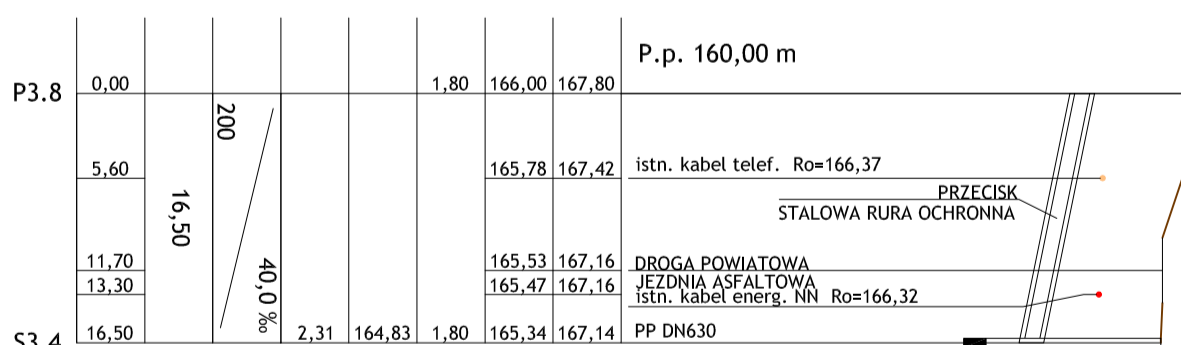 P.p. 160,00 m
P3.8 0,00 1,80 166,00 167,80
200
5,60 165,78 167,42 istn. kabel telef. Ro=166,37
PRZECISK
STALOWA RURA OCHRONNA
16,50
11,70 165,53 167,16 DROGA POWIATOWA
JEZDNIA ASFALTOWA
13,30 165,47 167,16 istn. kabel energ. NN Ro=166,32
40,0 ‰
S3.4 16,50 2,31 164,83 1,80 165,34 167,14 PP DN630